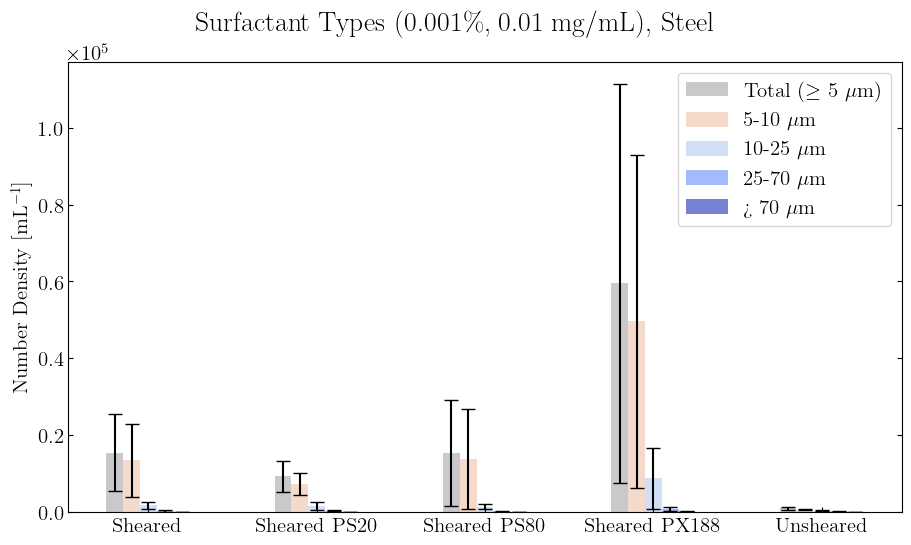 Surfactant Types (0.001%, 0.01 mg/mL), Steel
×10⁵
Total (≥ 5 μm)
5-10 μm
10-25 μm
25-70 μm
¿ 70 μm
Number Density [mL⁻¹]
1.0
0.8
0.6
0.4
0.2
0.0
Sheared Sheared PS20 Sheared PS80 Sheared PX188 Unsheared